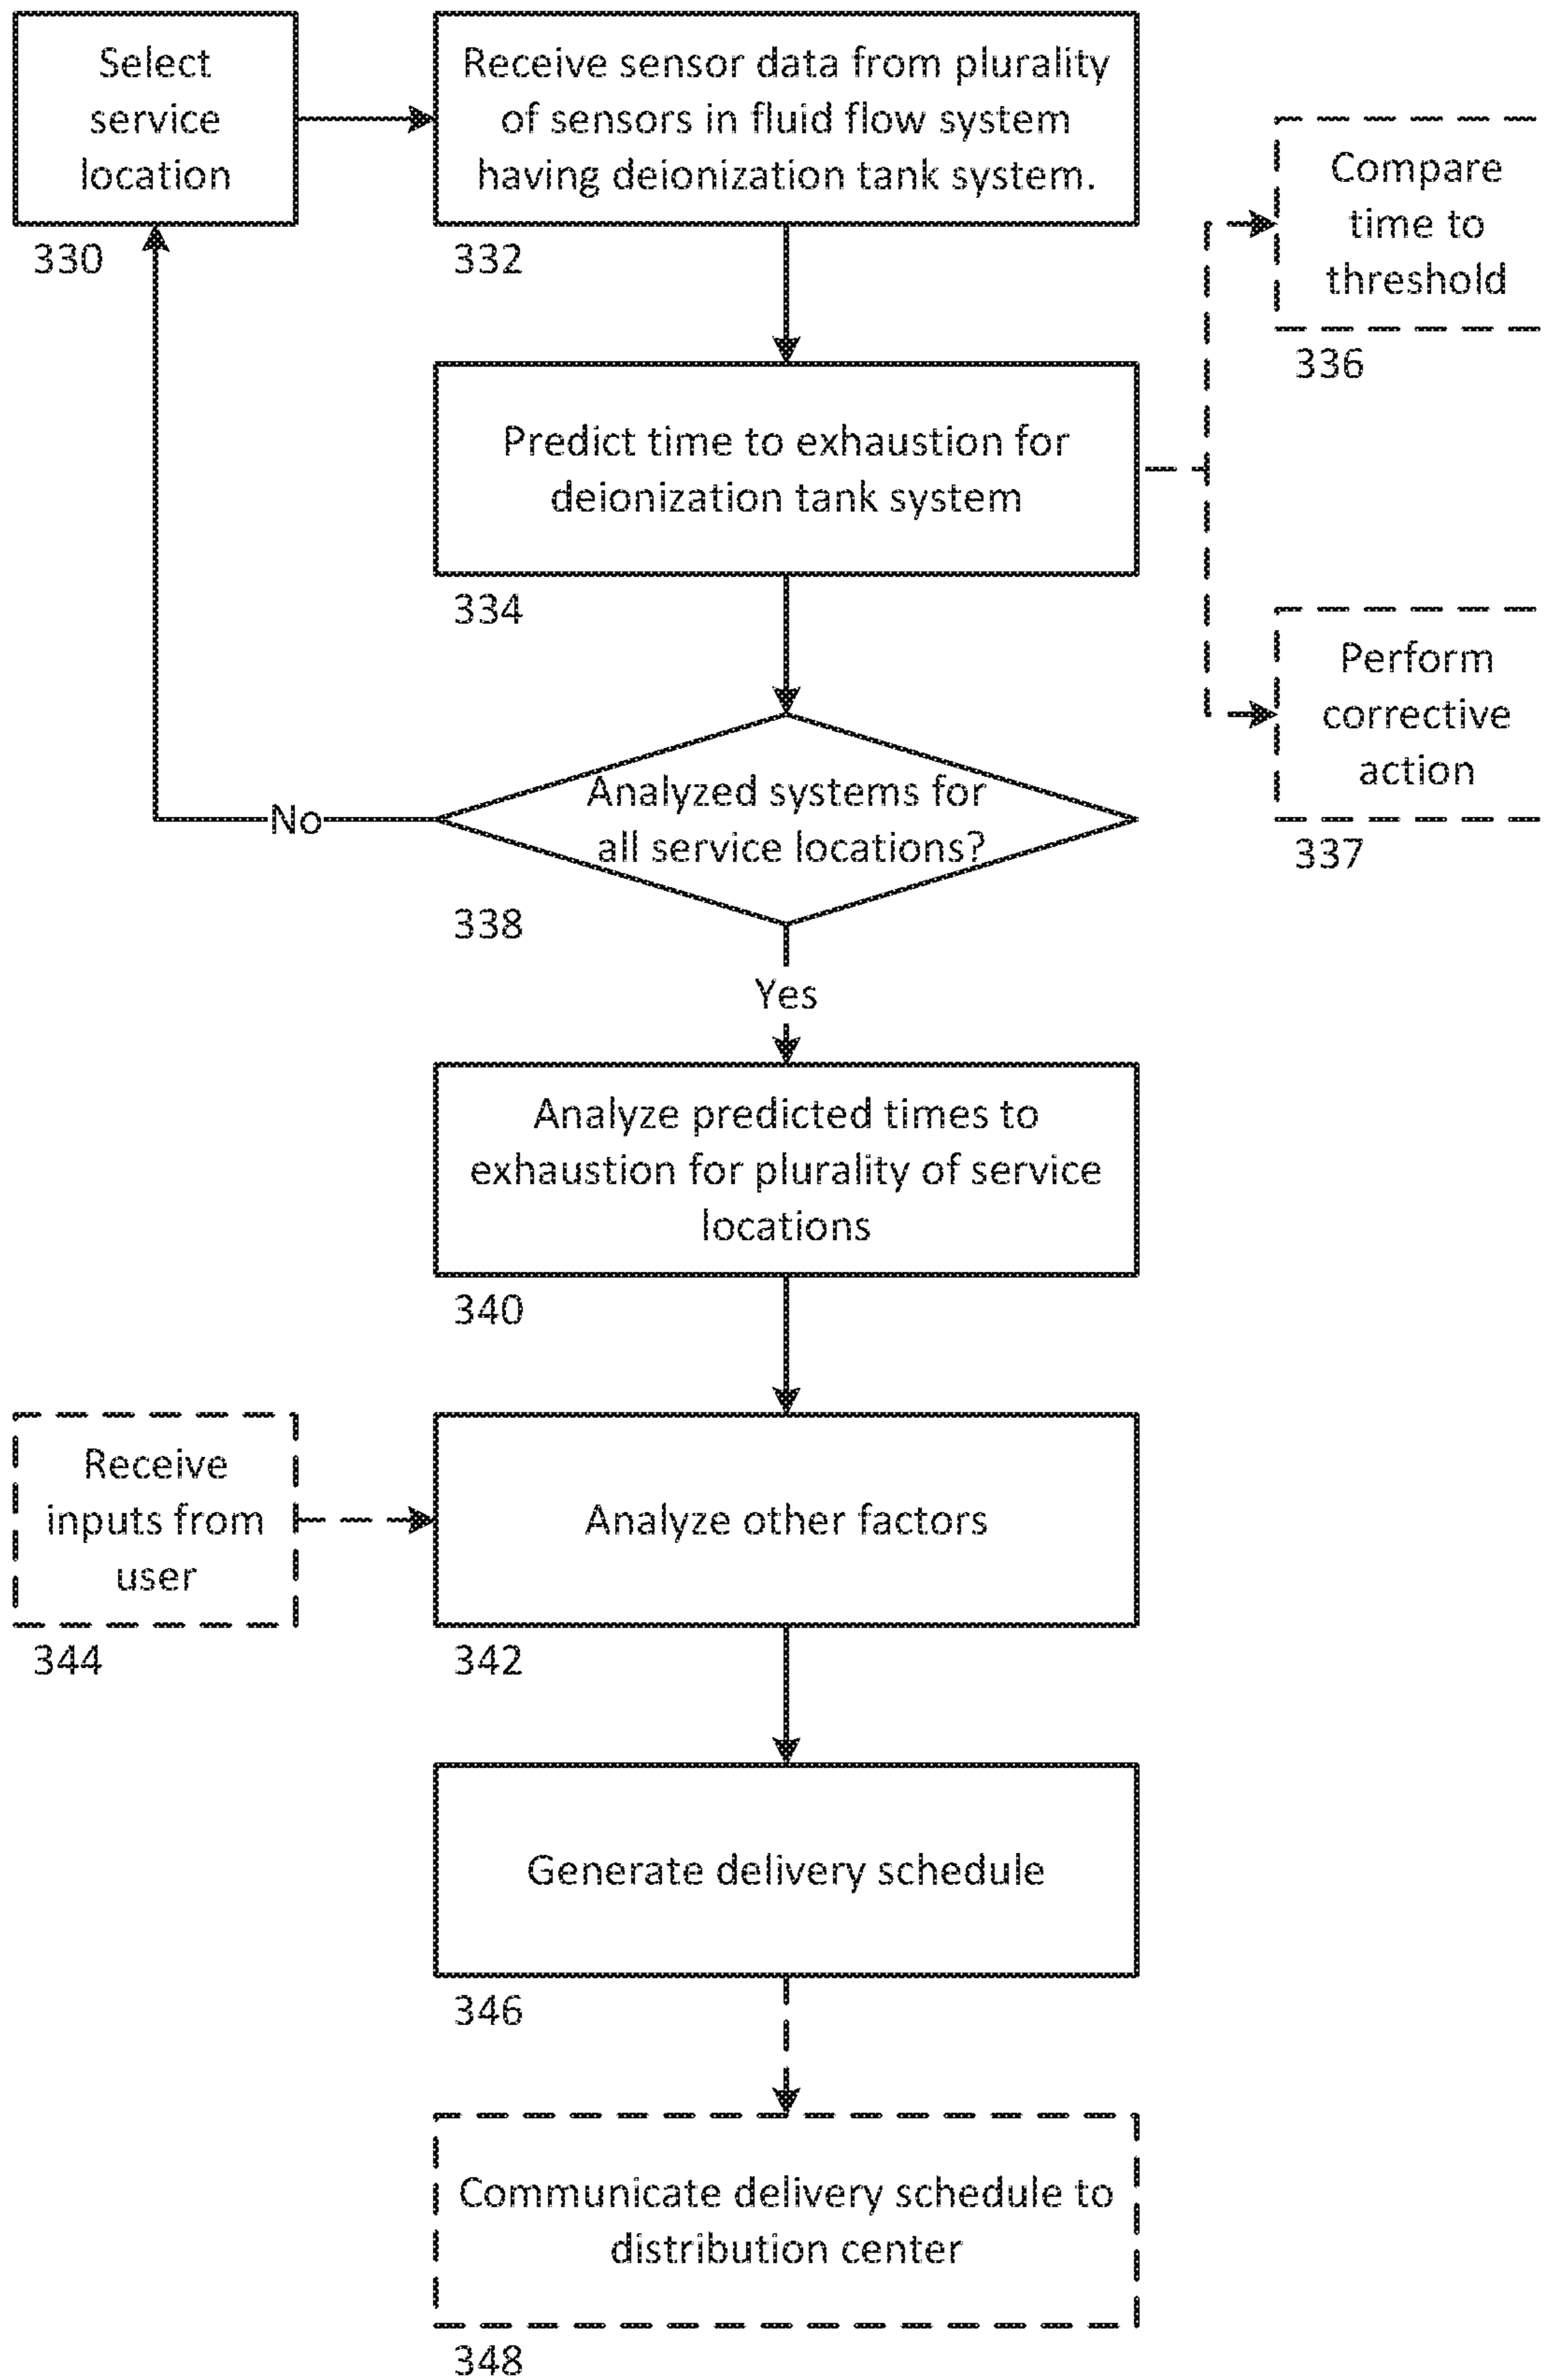 Select
service
location
330
Receive sensor data from plurality
of sensors in fluid flow system
having deionization tank system.
332
Compare
time to
threshold
336
Predict time to exhaustion for
deionization tank system
334
Perform
corrective
action
337
Analyzed systems for
all service locations?
338
No
Yes
Analyze predicted times to
exhaustion for plurality of service
locations
340
Receive
inputs from
user
344
Analyze other factors
342
Generate delivery schedule
346
Communicate delivery schedule to
distribution center
348